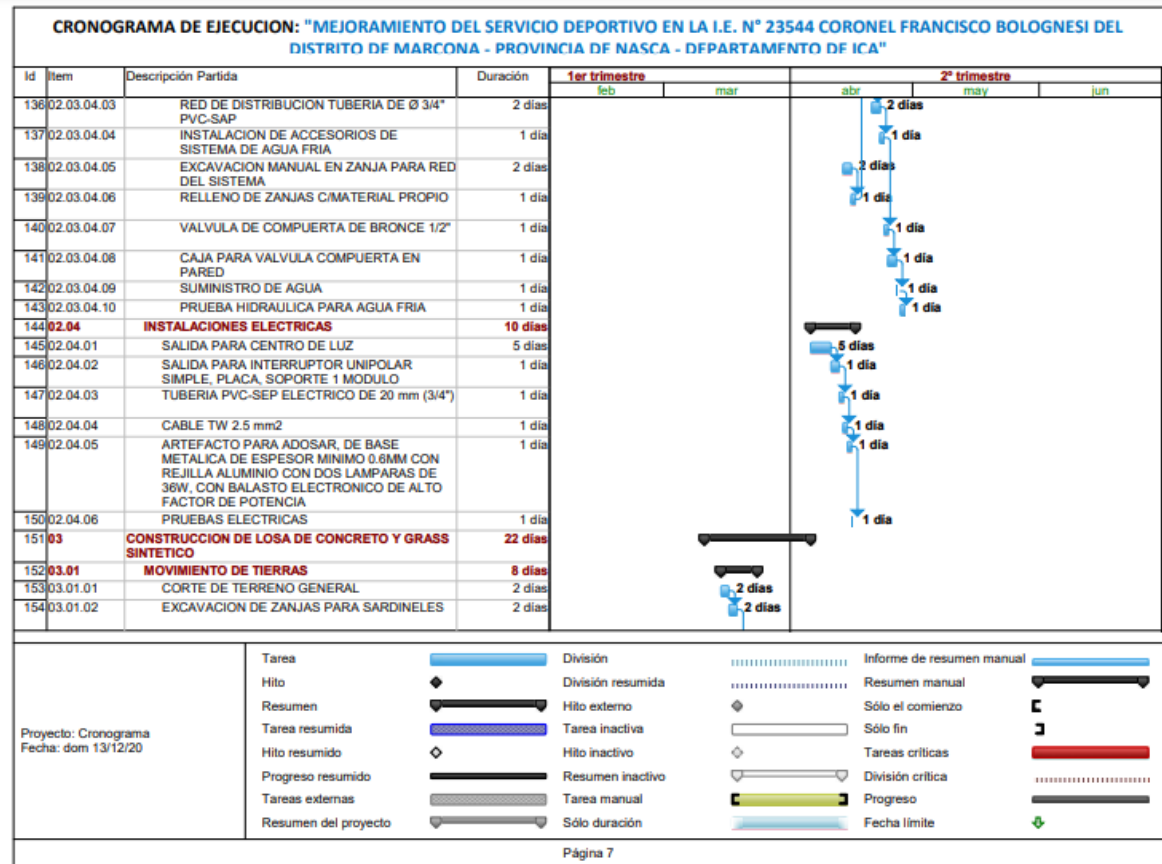 CRONOGRAMA DE EJECUCION: "MEJORAMIENTO DEL SERVICIO DEPORTIVO EN LA I.E. N° 23544 CORONEL FRANCISCO BOLOGNESI DEL
DISTRITO DE MARCONA - PROVINCIA DE NASCA - DEPARTAMENTO DE ICA"
Id Item Descripción Partida Duración 1er trimestre 2º trimestre
feb mar abr may jun
136 02.03.04.03 RED DE DISTRIBUCION TUBERIA DE Ø 3/4" 2 días 2 días
PVC-SAP
137 02.03.04.04 INSTALACION DE ACCESORIOS DE 1 día 1 día
SISTEMA DE AGUA FRIA
138 02.03.04.05 EXCAVACION MANUAL EN ZANJA PARA RED 2 días 2 días
DEL SISTEMA
139 02.03.04.06 RELLENO DE ZANJAS C/MATERIAL PROPIO 1 día 1 día
140 02.03.04.07 VALVULA DE COMPUERTA DE BRONCE 1/2" 1 día 1 día
141 02.03.04.08 CAJA PARA VALVULA COMPUERTA EN 1 día 1 día
PARED
142 02.03.04.09 SUMINISTRO DE AGUA 1 día 1 día
143 02.03.04.10 PRUEBA HIDRAULICA PARA AGUA FRIA 1 día 1 día
144 02.04 INSTALACIONES ELECTRICAS 10 días
145 02.04.01 SALIDA PARA CENTRO DE LUZ 5 días 5 días
146 02.04.02 SALIDA PARA INTERRUPTOR UNIPOLAR 1 día 1 día
SIMPLE, PLACA, SOPORTE 1 MODULO
147 02.04.03 TUBERIA PVC-SEP ELECTRICO DE 20 mm (3/4") 1 día 1 día
148 02.04.04 CABLE TW 2.5 mm2 1 día 1 día
149 02.04.05 ARTEFACTO PARA ADOSAR, DE BASE 1 día 1 día
METALICA DE ESPESOR MINIMO 0.6MM CON
REJILLA ALUMINIO CON DOS LAMPARAS DE
36W, CON BALASTO ELECTRONICO DE ALTO
FACTOR DE POTENCIA
150 02.04.06 PRUEBAS ELECTRICAS 1 día 1 día
151 03 CONSTRUCCION DE LOSA DE CONCRETO Y GRASS 22 días
SINTETICO
152 03.01 MOVIMIENTO DE TIERRAS 8 días
153 03.01.01 CORTE DE TERRENO GENERAL 2 días 2 días
154 03.01.02 EXCAVACION DE ZANJAS PARA SARDINELES 2 días 2 días
Proyecto: Cronograma
Fecha: dom 13/12/20
Tarea División Informe de resumen manual
Hito División resumida Resumen manual
Resumen Hito externo Sólo el comienzo
Tarea resumida Tarea inactiva Sólo fin
Hito resumido Hito inactivo Tareas críticas
Progreso resumido Resumen inactivo División crítica
Tareas externas Tarea manual Progreso
Resumen del proyecto Sólo duración Fecha límite
Página 7